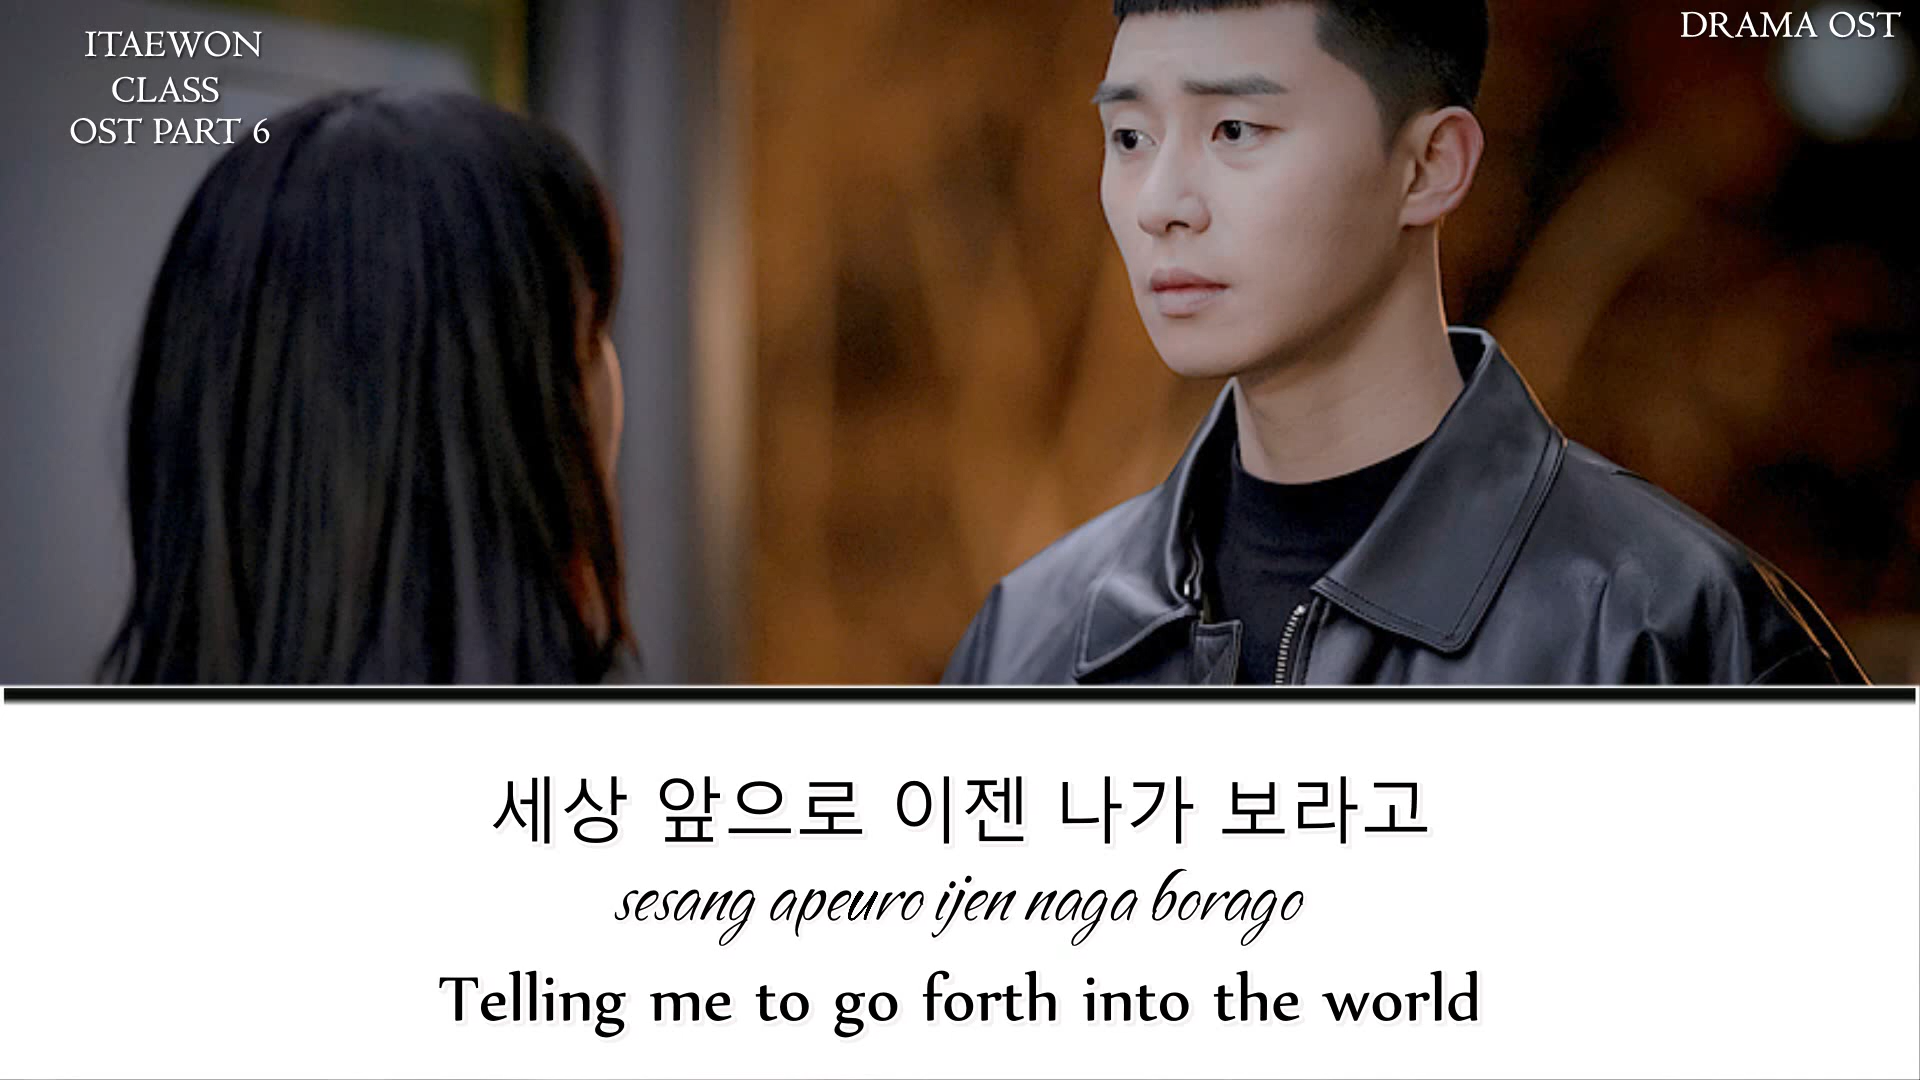 ITAEWON
CLASS
OST PART 6
DRAMA OST
세상 앞으로 이젠 나가 보라고
sesang apeuro ijen naga borago
Telling me to go forth into the world